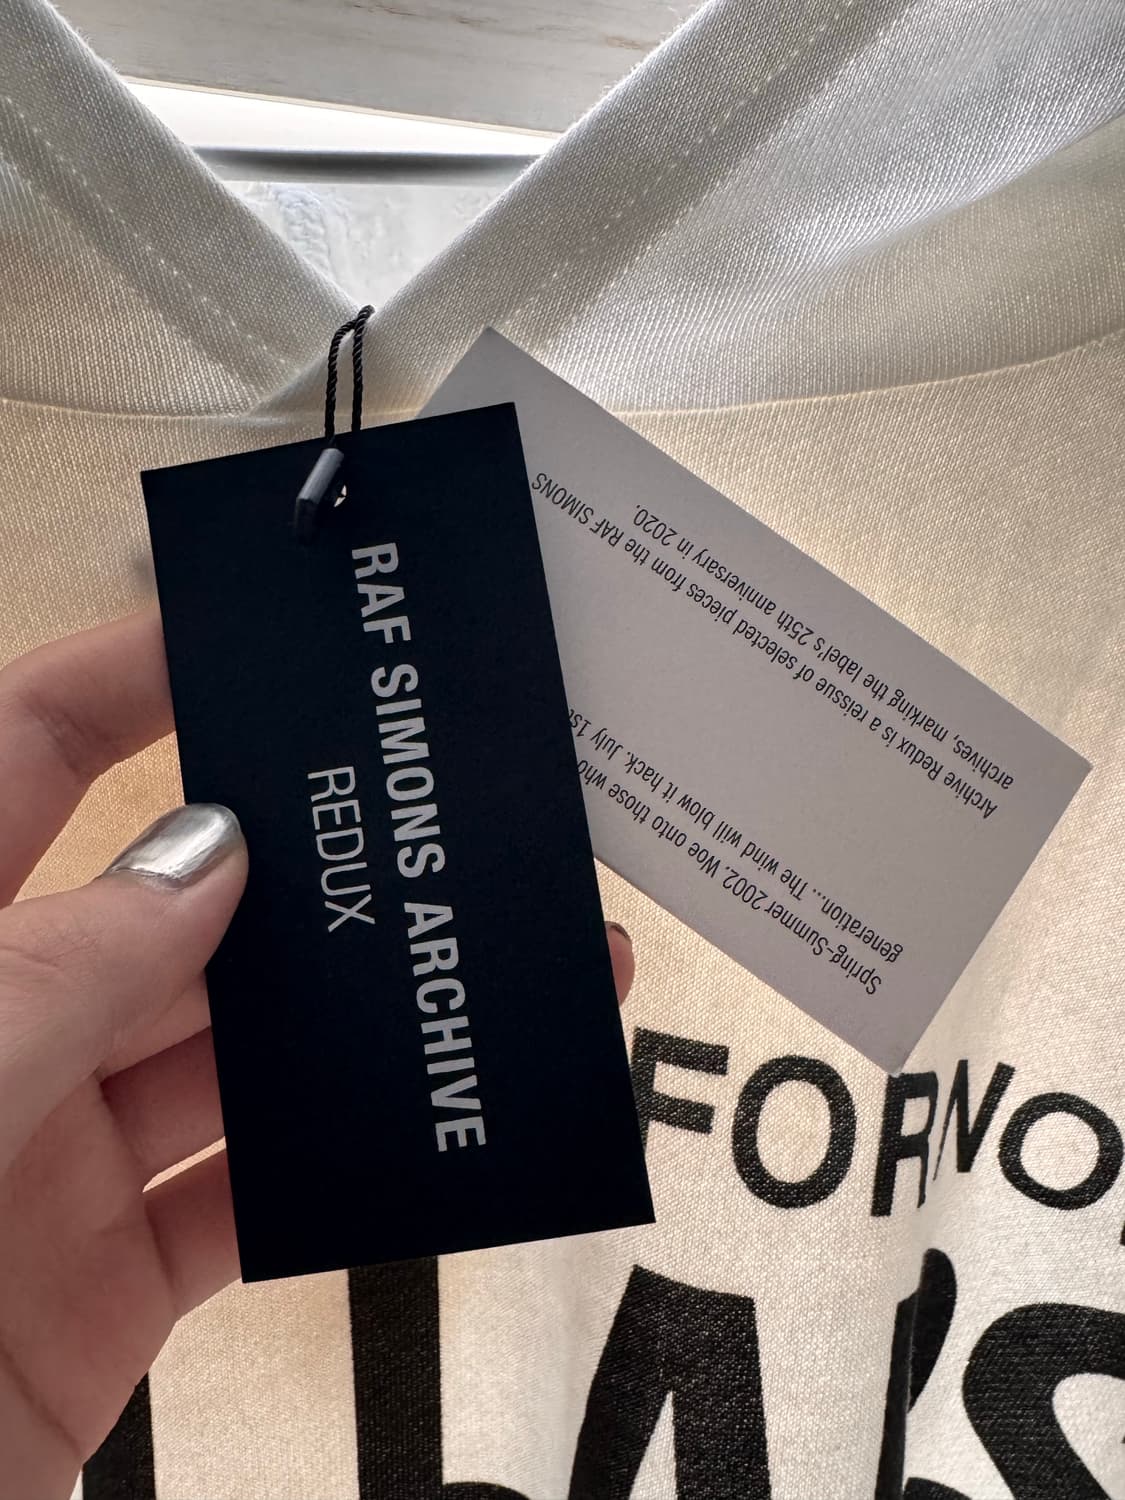 RAF SIMONS ARCHIVE
REDUX
Archive Redux is a reissue of selected pieces from the RAF SIMONS
archives, marking the label's 25th anniversary in 2020.
Spring-Summer 2002. Woe onto those who
generation... The wind will blow it back. July 1st
FOR NO
LA'S